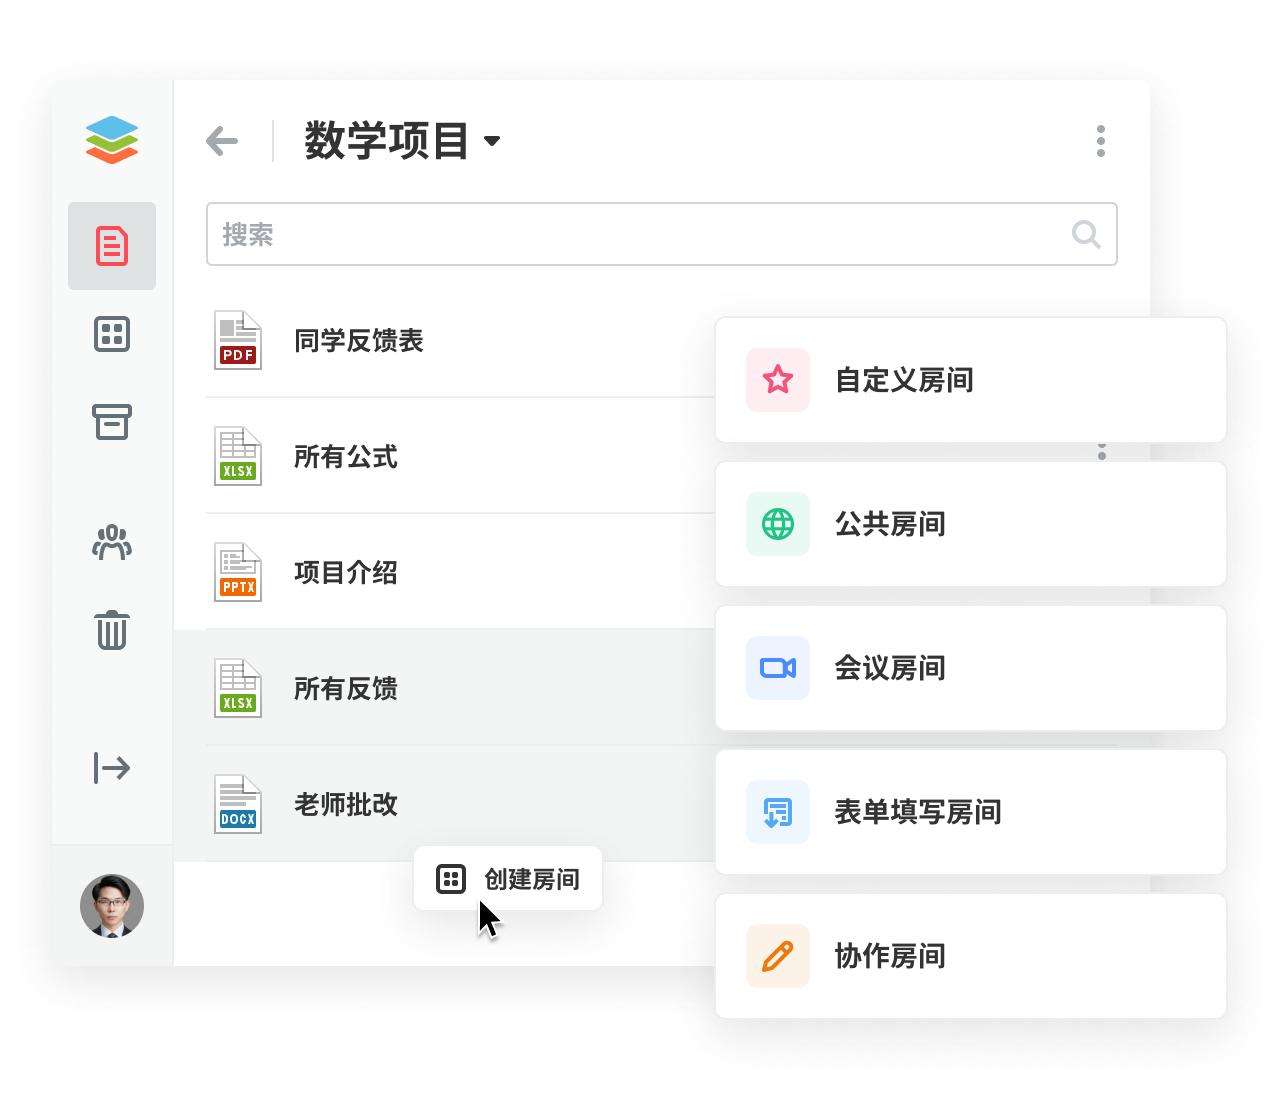 数学项目
搜索
同学反馈表
PDF
所有公式
XLSX
项目介绍
PPTX
所有反馈
XLSX
老师批改
DOCX
创建房间
自定义房间
公共房间
会议房间
表单填写房间
协作房间